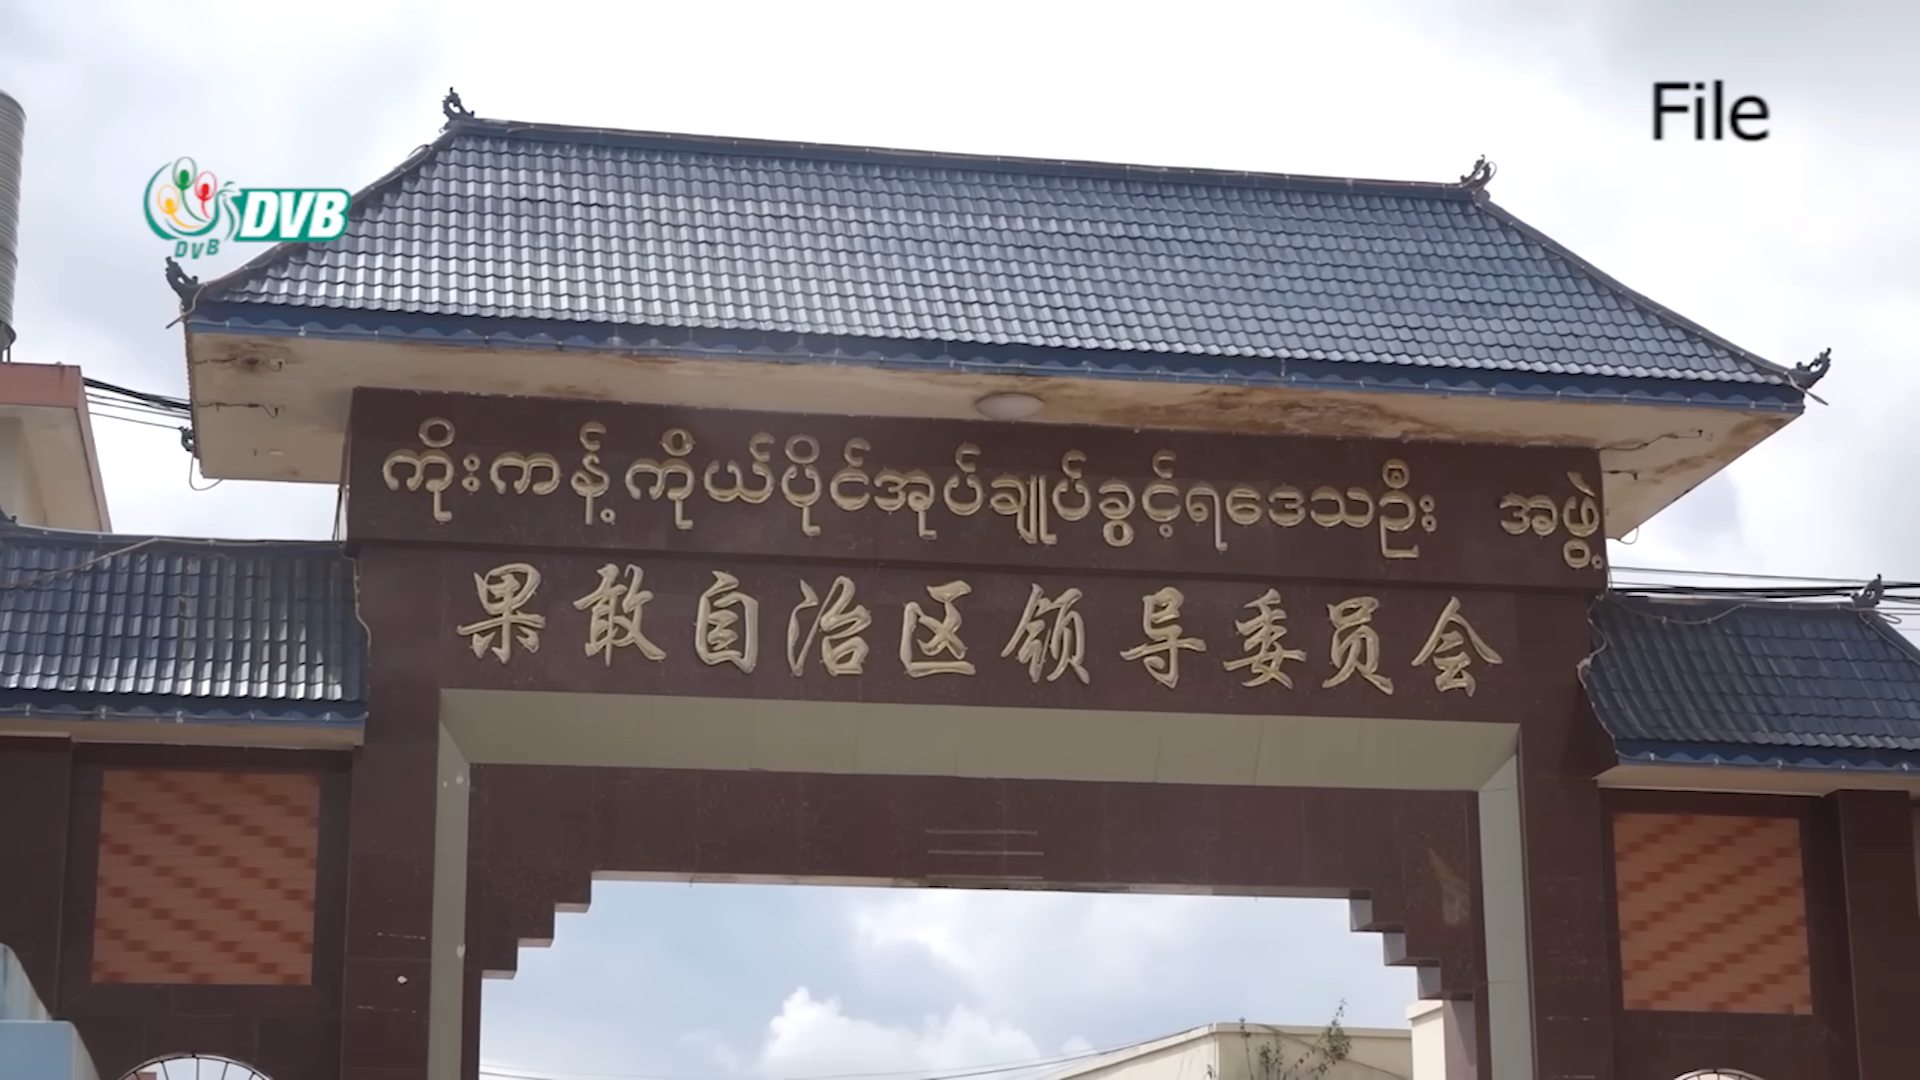 File
DVB
DVB
ကိုးကန့်ကိုယ်ပိုင်အုပ်ချုပ်ခွင့်ရဒေသဦး အဖွဲ့
果敢自治区领导委员会